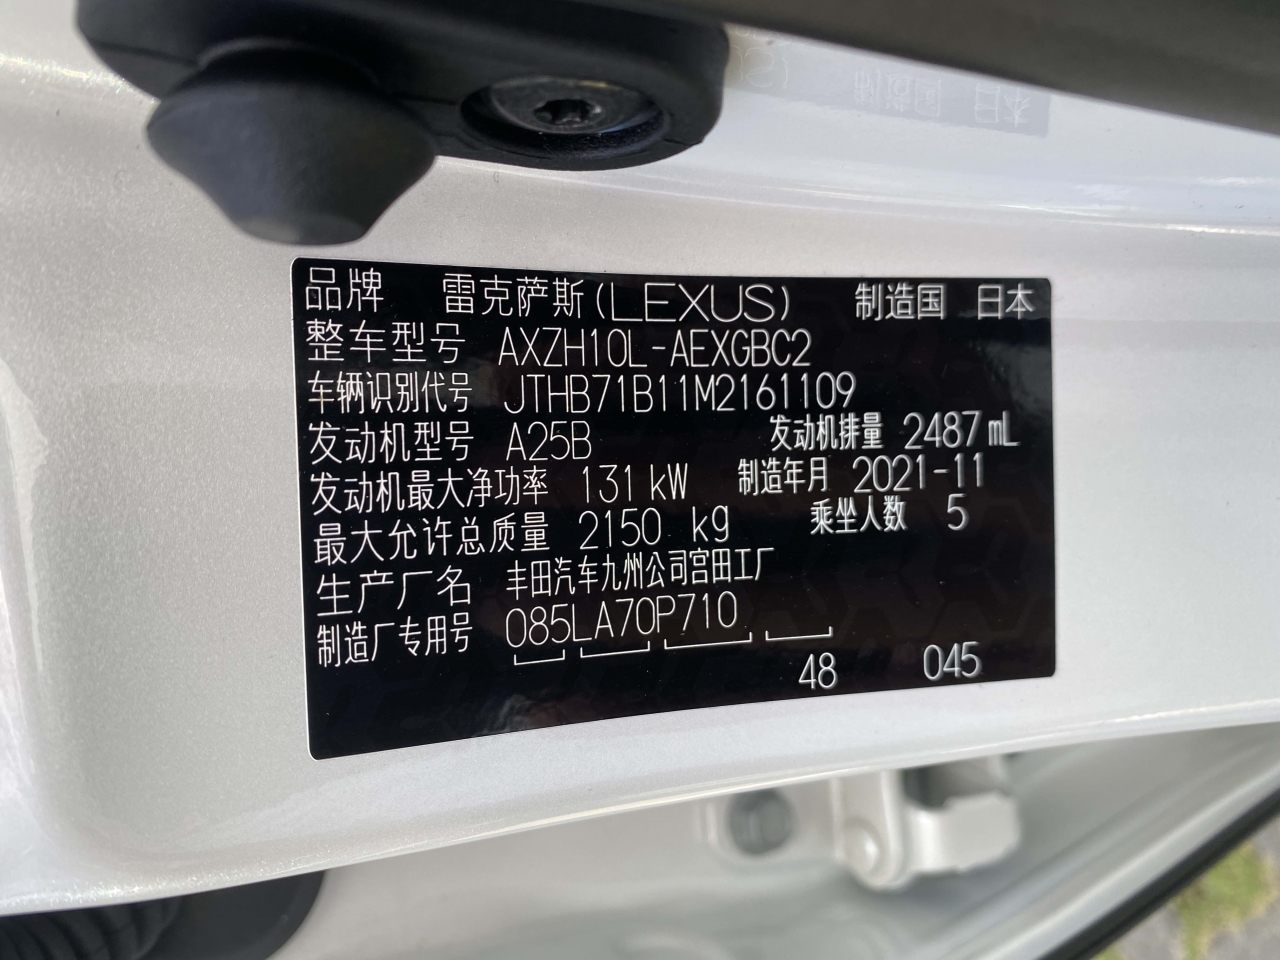 品牌 雷克萨斯(LEXUS) 制造国 日本
整车型号 AXZH10L-AEXGBC2
车辆识别代号 JTHB71B11M2161109
发动机型号 A25B 发动机排量 2487mL
发动机最大净功率 131kW 制造年月 2021-11
最大允许总质量 2150 kg 乘坐人数 5
生产厂名 丰田汽车九州公司宫田工厂
制造厂专用号 085LA70P710
48 045